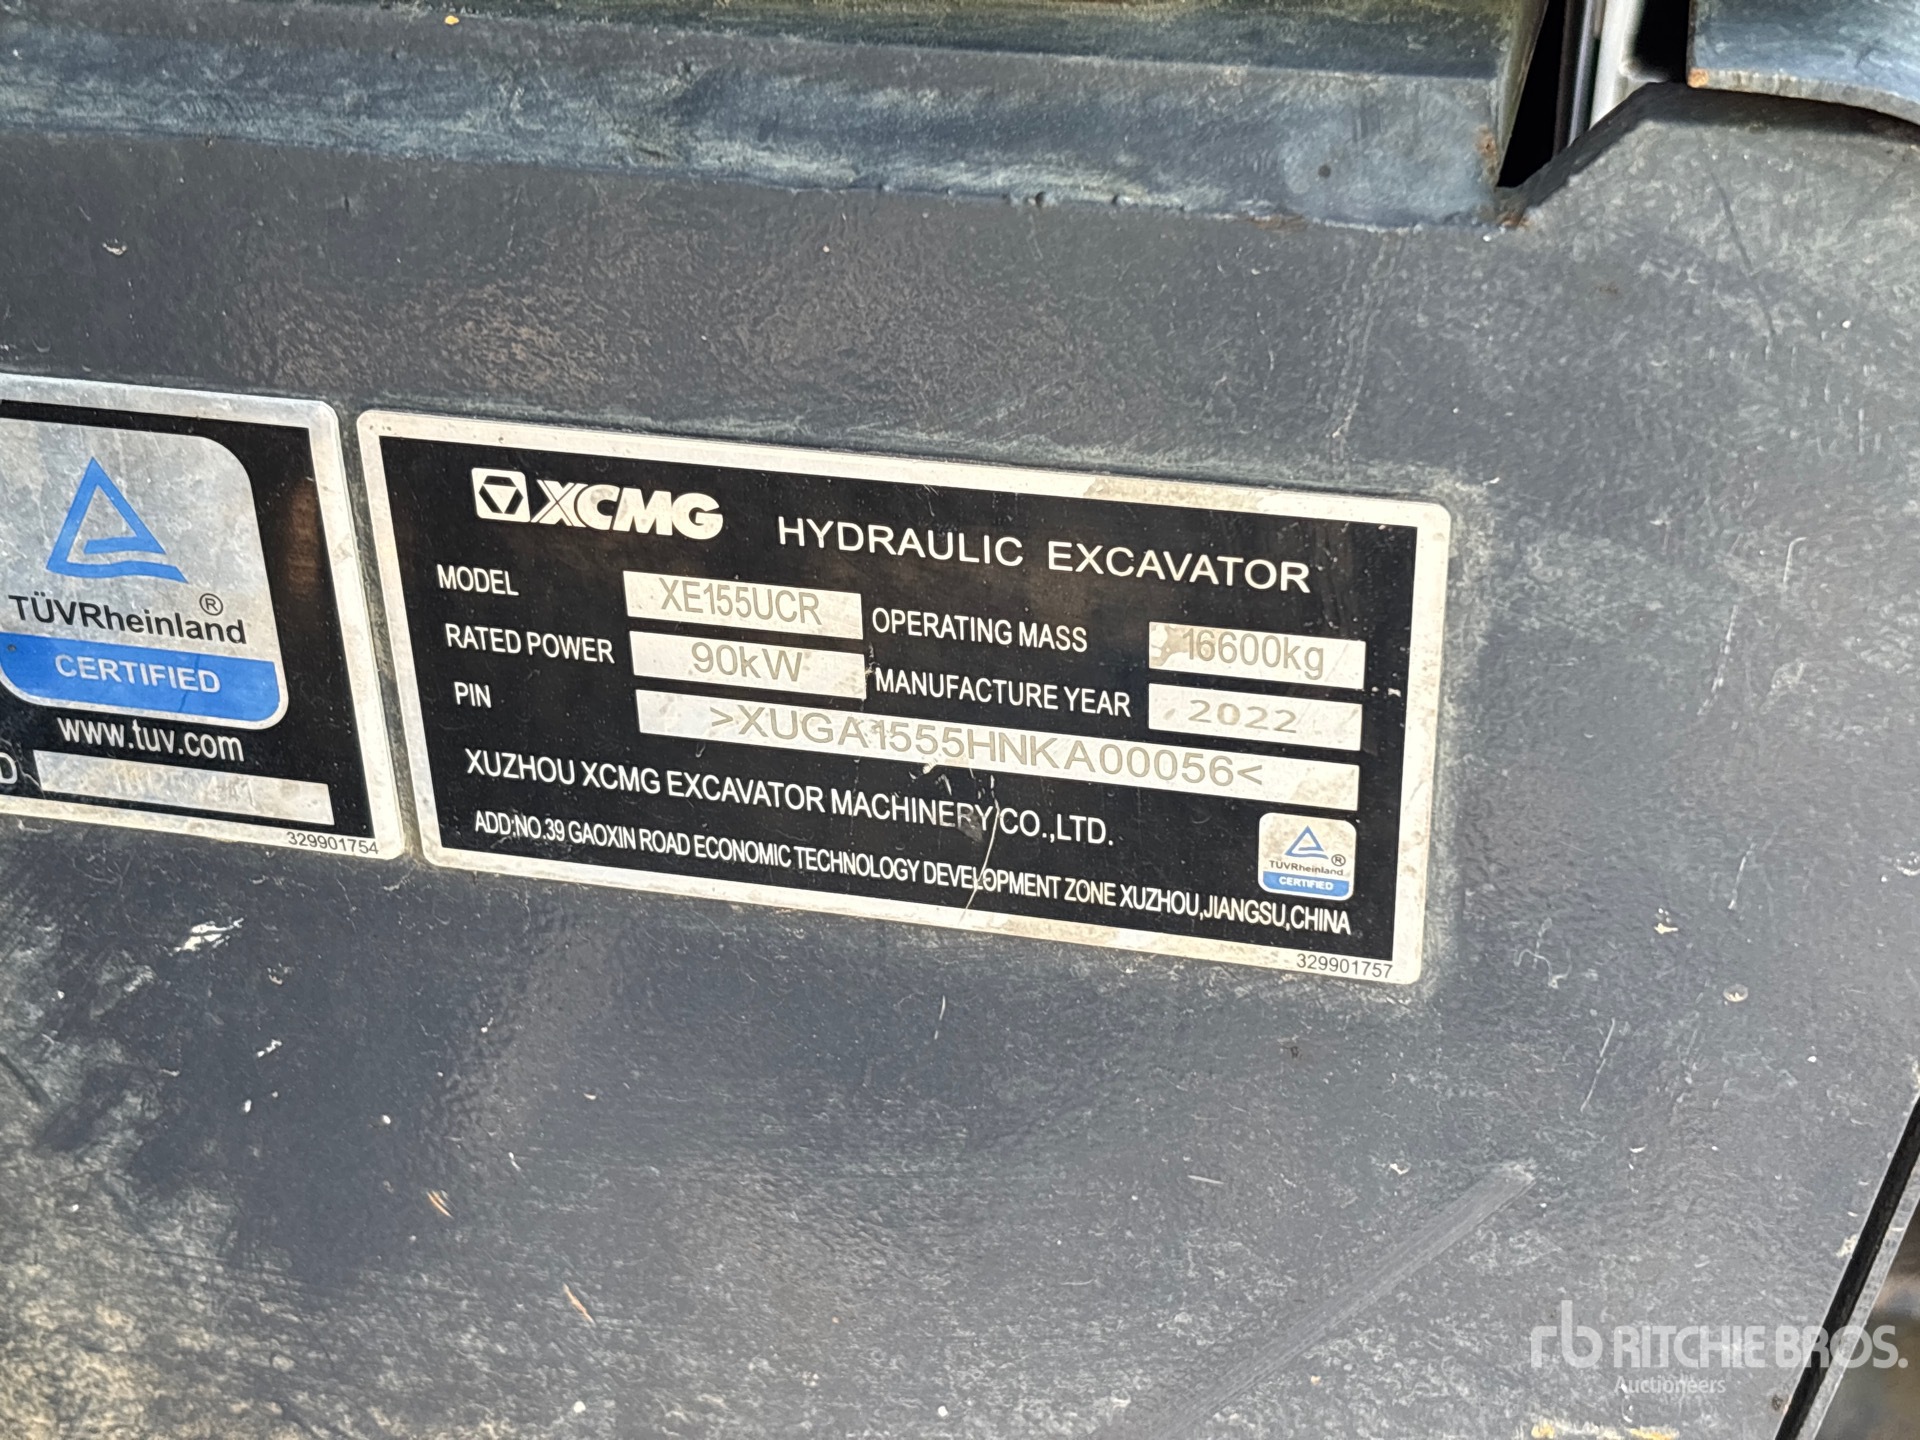 TÜVRheinland®
CERTIFIED
www.tuv.com
329901754
XCMG HYDRAULIC EXCAVATOR
MODEL XE155UCR OPERATING MASS 16600kg
RATED POWER 90kW MANUFACTURE YEAR 2022
PIN >XUGA1555HNKA00056<
XUZHOU XCMG EXCAVATOR MACHINERY CO.,LTD.
ADD:NO.39 GAOXIN ROAD ECONOMIC TECHNOLOGY DEVELOPMENT ZONE XUZHOU,JIANGSU,CHINA
TÜVRheinland®
CERTIFIED
329901757
rb RITCHIE BROS.
Auctioneers